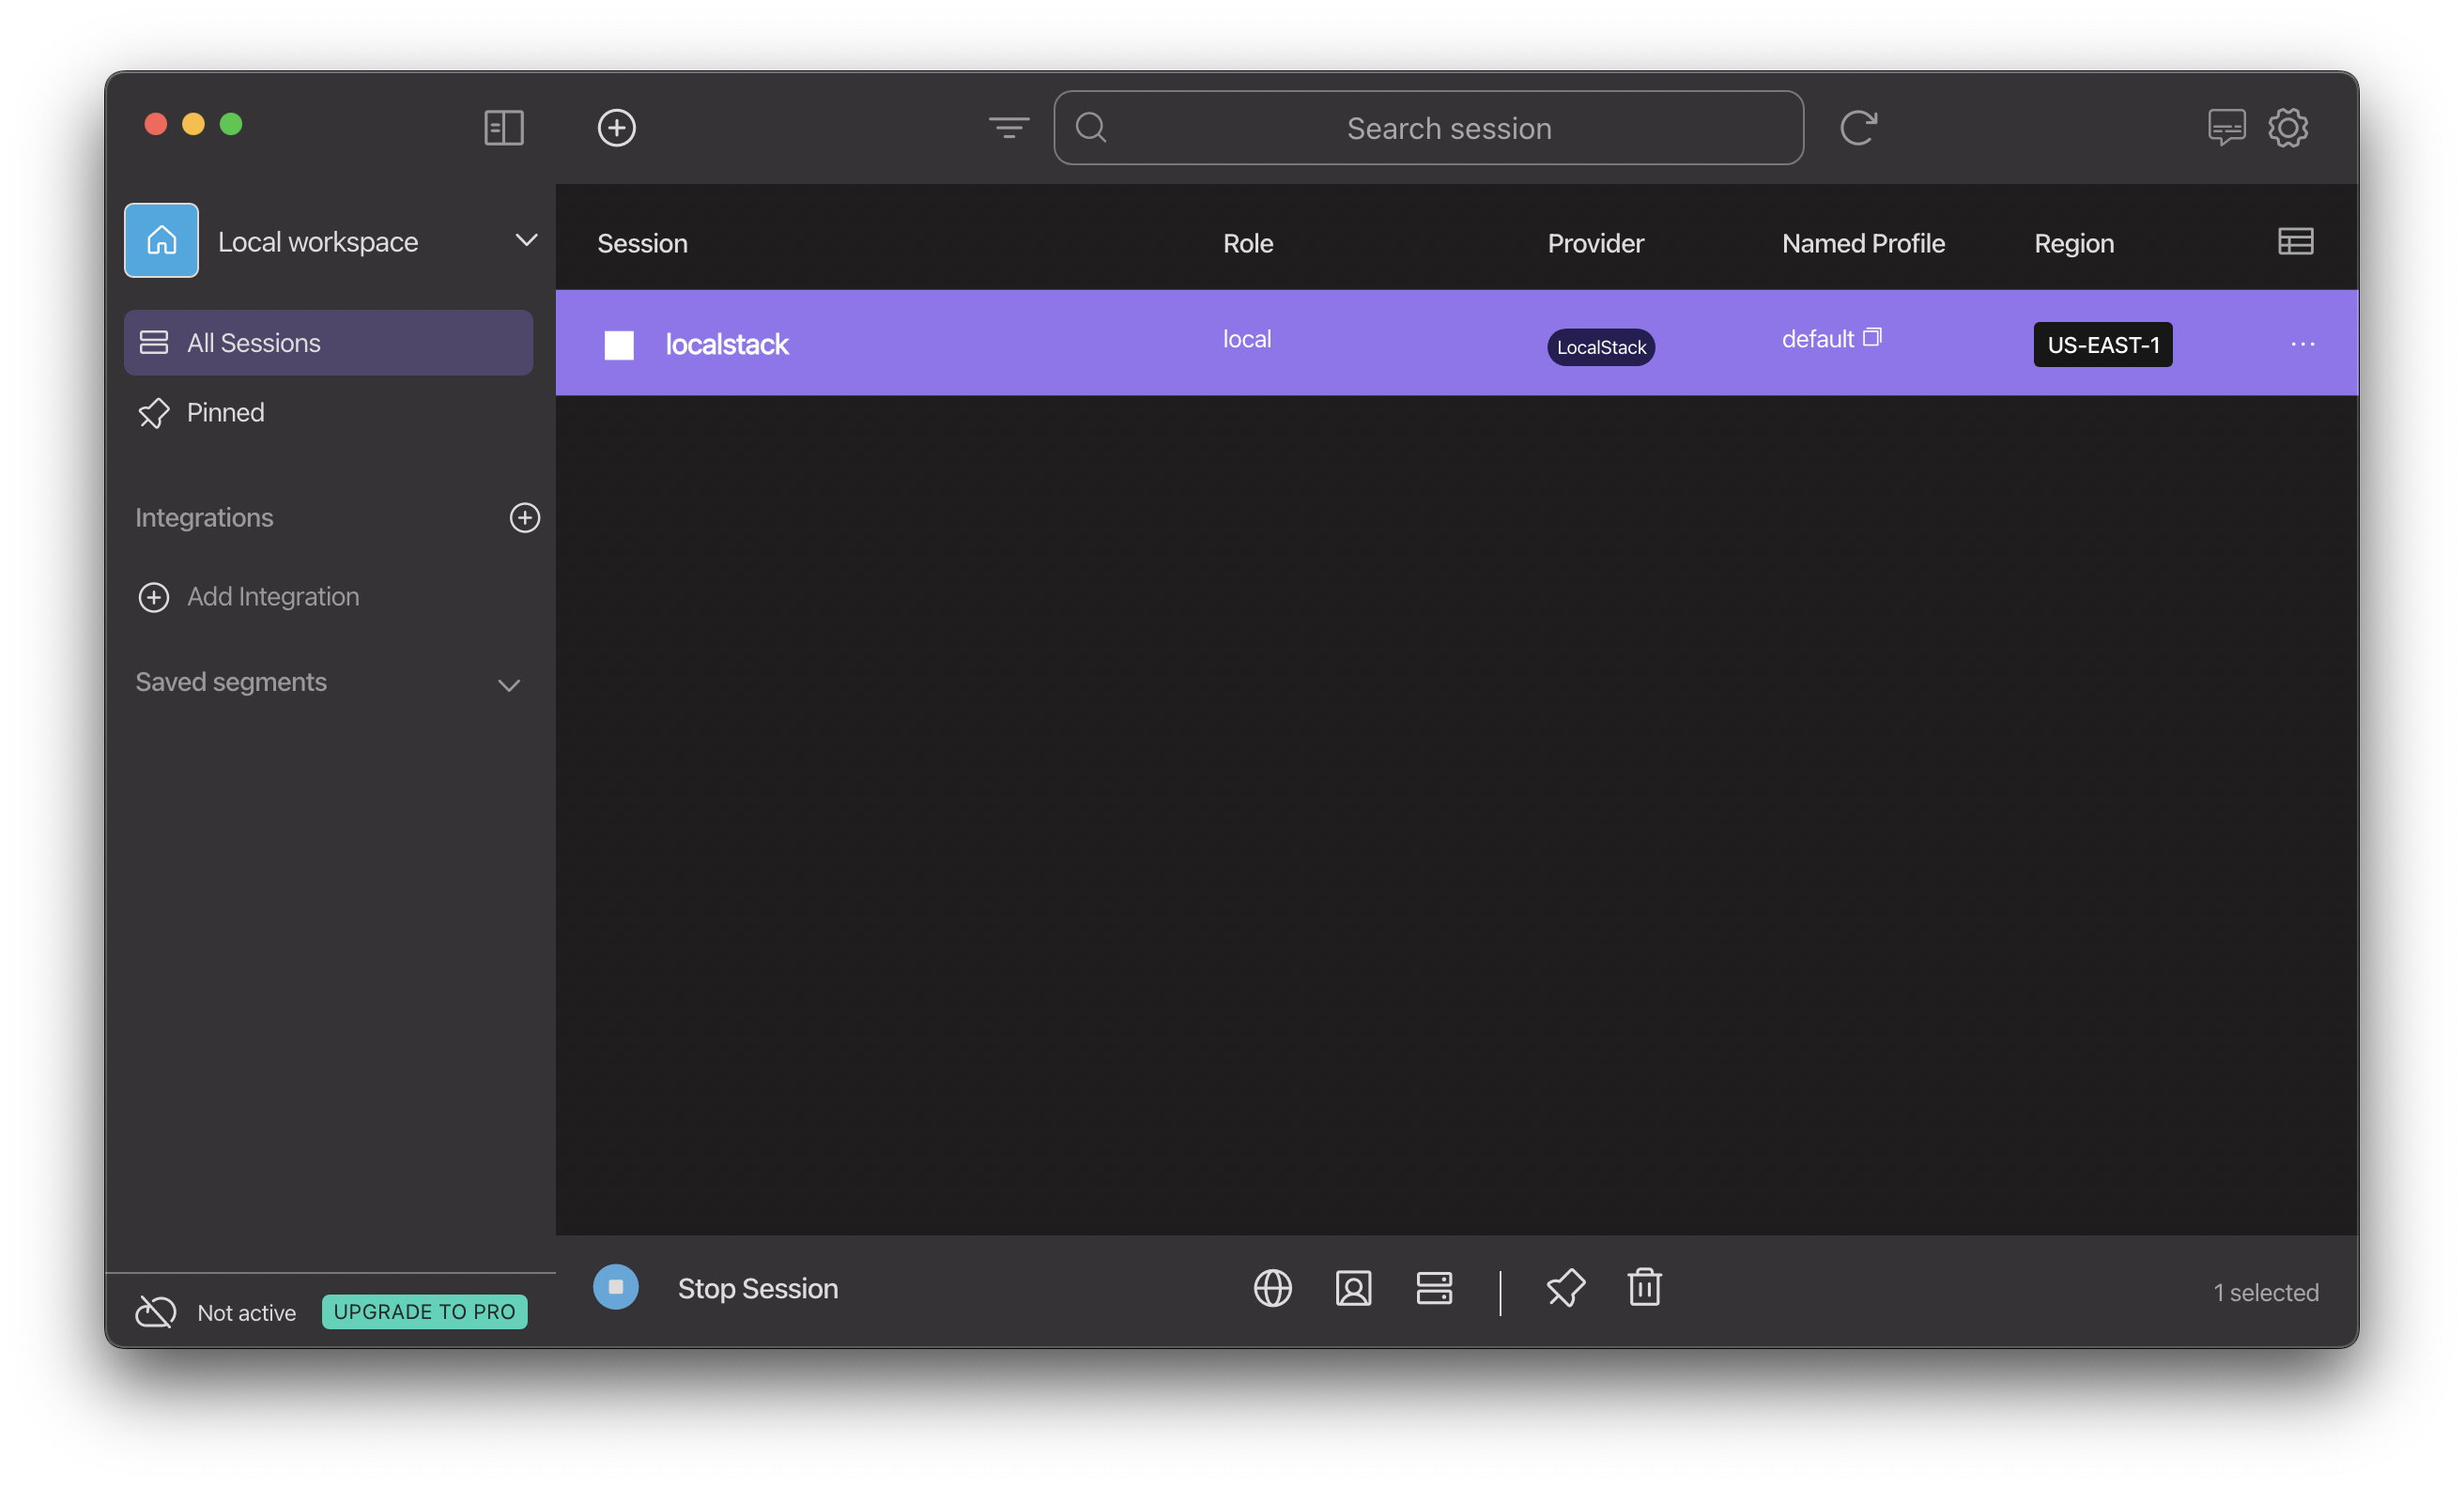 Search session
Local workspace
All Sessions
Pinned
Integrations
Add Integration
Saved segments
Not active UPGRADE TO PRO
Session Role Provider Named Profile Region
localstack local LocalStack default US-EAST-1
Stop Session
1 selected